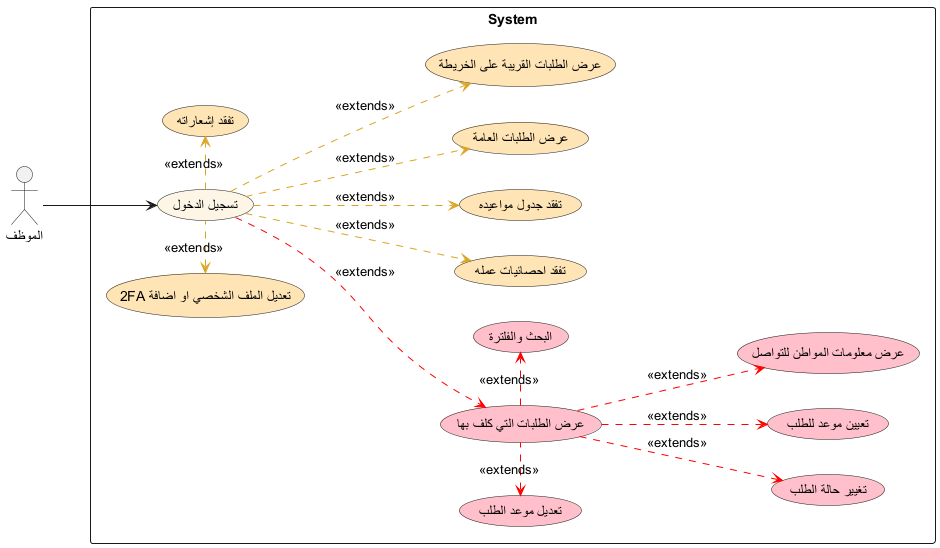 System
عرض الطلبات القريبة على الخريطة
«extends»
تفقد إشعاراته
عرض الطلبات العامة
«extends»
«extends»
تسجيل الدخول
«extends»
تفقد جدول مواعيده
الموظف
«extends»
«extends»
تفقد احصائيات عمله
«extends»
تعديل الملف الشخصي او اضافة 2FA
البحث والفلترة
عرض معلومات المواطن للتواصل
«extends»
«extends»
عرض الطلبات التي كلف بها
«extends»
تعيين موعد للطلب
«extends»
«extends»
تغيير حالة الطلب
تعديل موعد الطلب